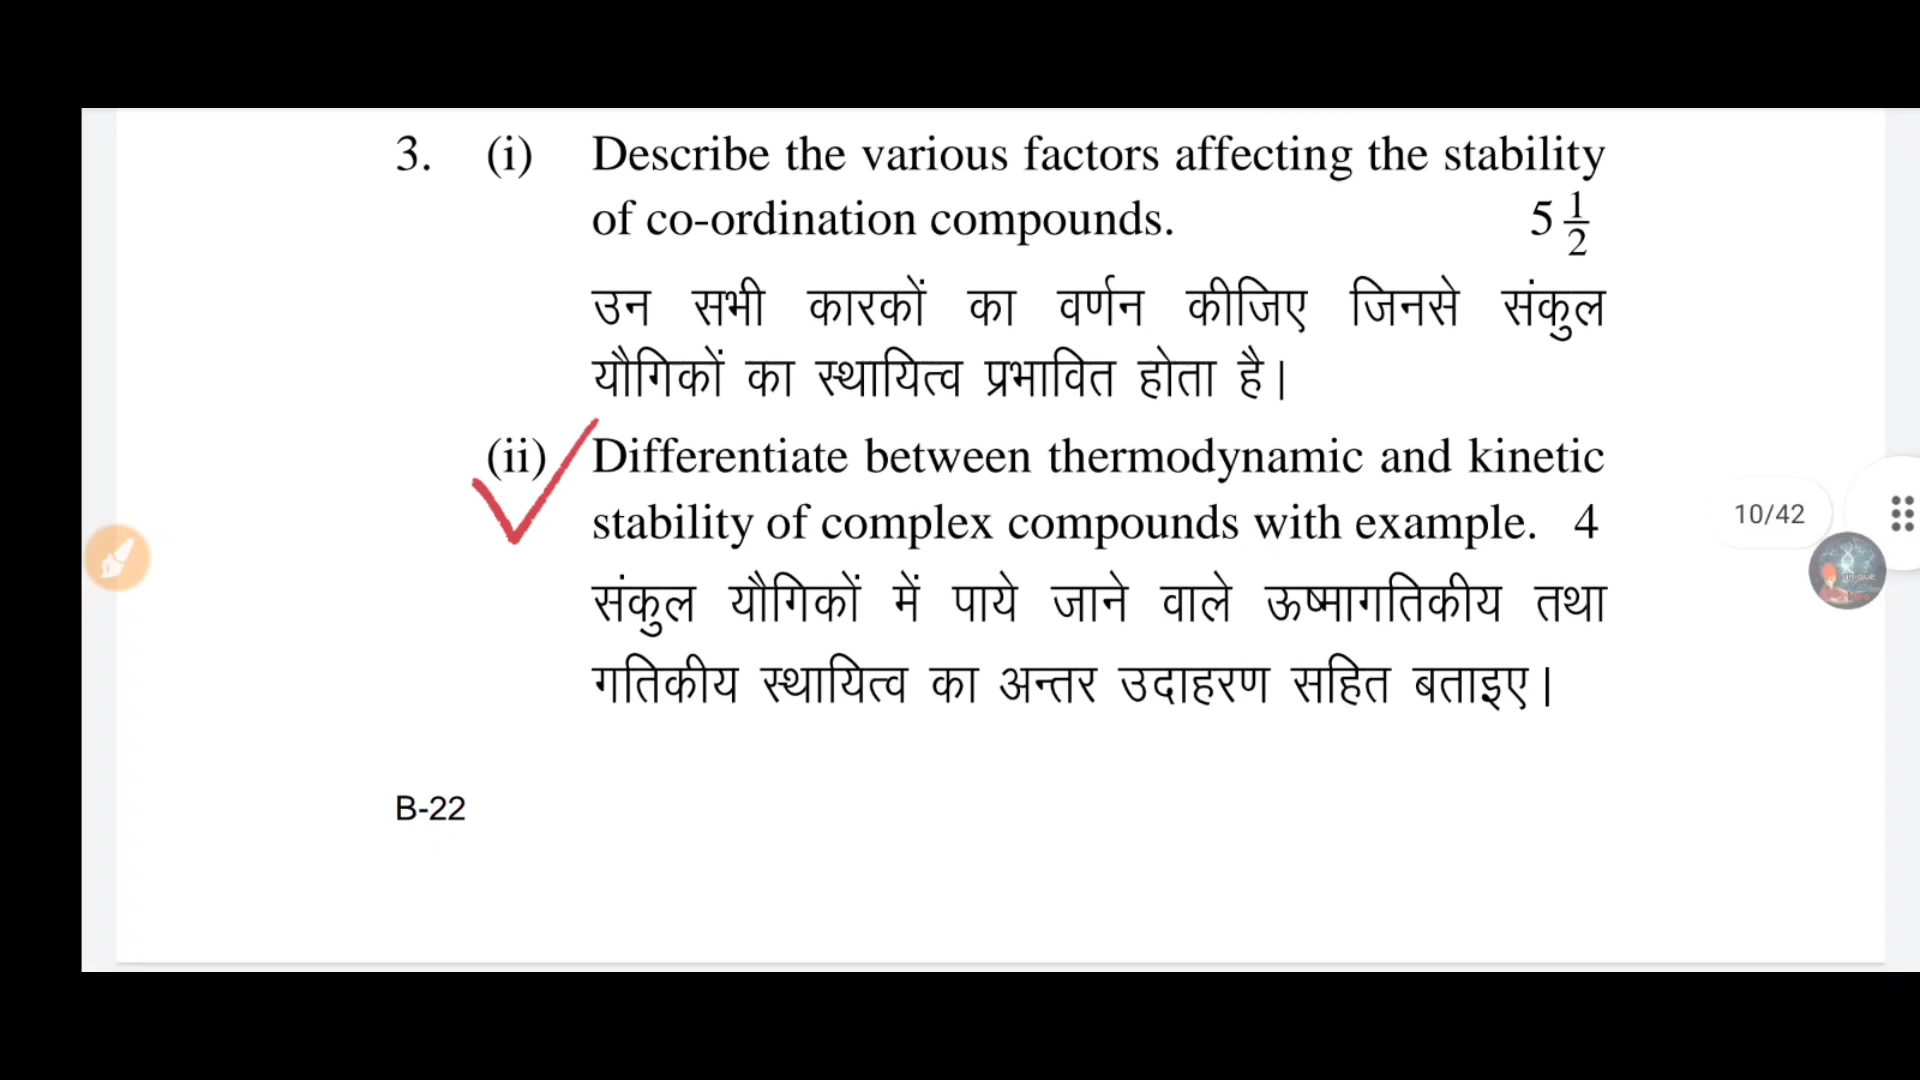 3. (i) Describe the various factors affecting the stability
of co-ordination compounds. 5 1/2
उन सभी कारकों का वर्णन कीजिए जिनसे संकुल
यौगिकों का स्थायित्व प्रभावित होता है।
(ii) Differentiate between thermodynamic and kinetic
stability of complex compounds with example. 4
10/42
संकुल यौगिकों में पाये जाने वाले ऊष्मागतिकीय तथा
गतिकीय स्थायित्व का अन्तर उदाहरण सहित बताइए।
B-22